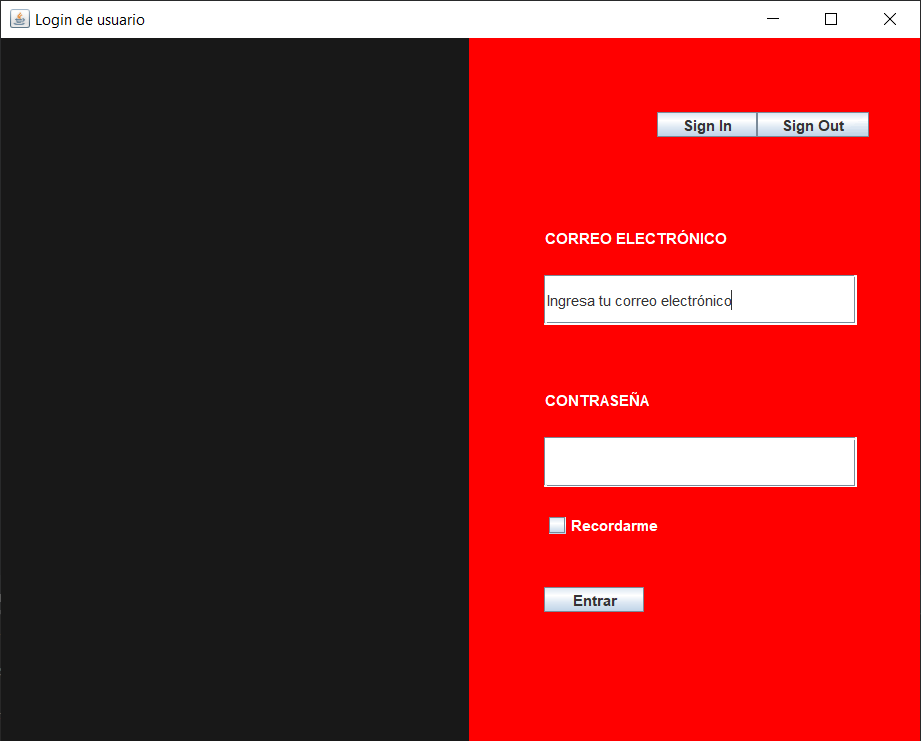 Login de usuario
Sign In Sign Out
CORREO ELECTRÓNICO
Ingresa tu correo electrónico
CONTRASEÑA
Recordarme
Entrar